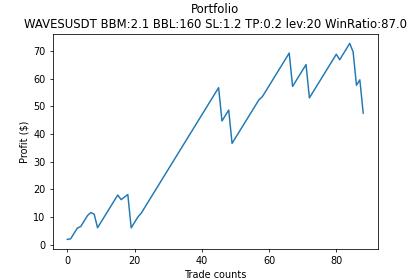 Portfolio
WAVESUSDT BBM:2.1 BBL:160 SL:1.2 TP:0.2 lev:20 WinRatio:87.0
70
60
50
40
30
20
10
0
Profit ($)
0 20 40 60 80
Trade counts